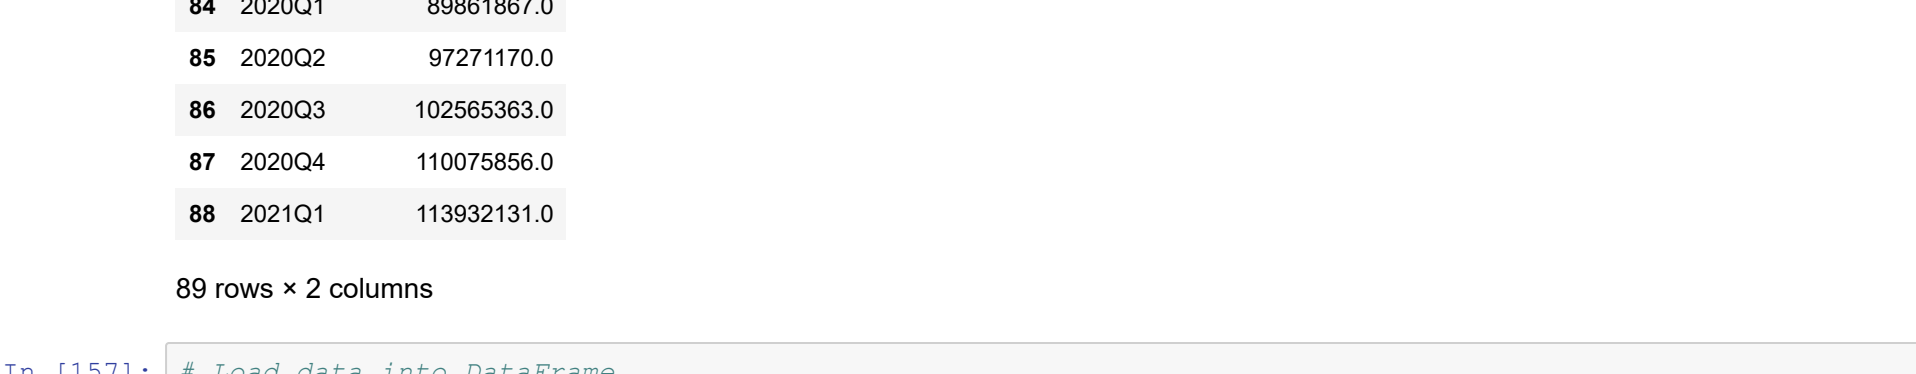 84 2020Q1 89861867.0
85 2020Q2 97271170.0
86 2020Q3 102565363.0
87 2020Q4 110075856.0
88 2021Q1 113932131.0
89 rows × 2 columns
In [157]: # Load data into DataFrame